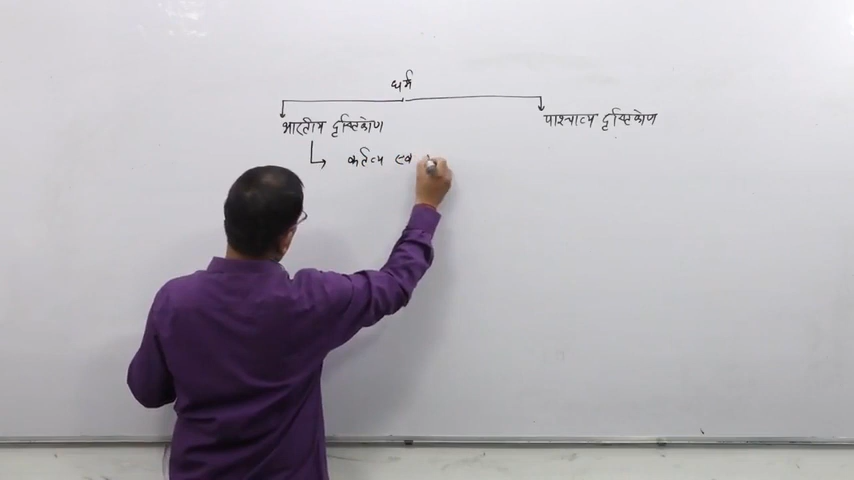 धर्म
भारतीय दृष्टिकोण
पाश्चात्य दृष्टिकोण
कर्तव्य एवं